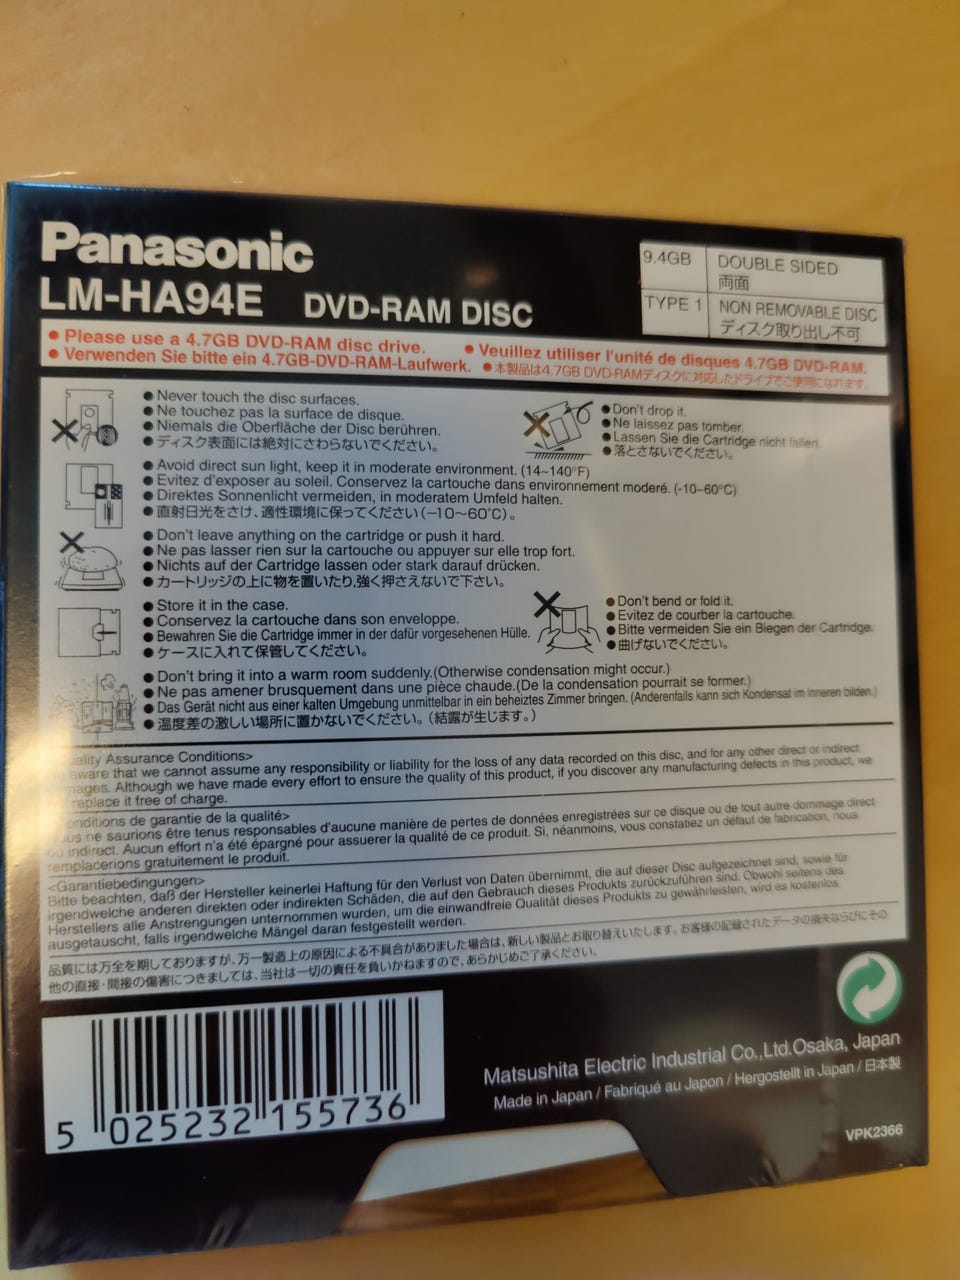 Panasonic
LM-HA94E DVD-RAM DISC
9.4GB DOUBLE SIDED
両面
TYPE 1 NON REMOVABLE DISC
ディスク取り出し不可
● Please use a 4.7GB DVD-RAM disc drive. ● Veuillez utiliser l'unité de disques 4.7GB DVD-RAM.
● Verwenden Sie bitte ein 4.7GB-DVD-RAM-Laufwerk. ● 本製品は4.7GB DVD-RAMディスクに対応したドライブでご使用になれます。
● Never touch the disc surfaces.
● Ne touchez pas la surface de disque.
● Niemals die Oberfläche der Disc berühren.
● ディスク表面には絶対にさわらないでください。
● Don't drop it.
● Ne laissez pas tomber.
● Lassen Sie die Cartridge nicht fallen.
● 落とさないでください。
● Avoid direct sun light, keep it in moderate environment. (14~140°F)
● Evitez d'exposer au soleil. Conservez la cartouche dans environnement moderé. (-10~60°C)
● Direktes Sonnenlicht vermeiden, in moderatem Umfeld halten.
● 直射日光をさけ、適性環境に保ってください(−10〜60℃)。
● Don't leave anything on the cartridge or push it hard.
● Ne pas lasser rien sur la cartouche ou appuyer sur elle trop fort.
● Nichts auf der Cartridge lassen oder stark darauf drücken.
● カートリッジの上に物を置いたり,強く押さえないで下さい。
● Store it in the case.
● Conservez la cartouche dans son enveloppe.
● Bewahren Sie die Cartridge immer in der dafür vorgesehenen Hülle.
● ケースに入れて保管してください。
● Don't bend or fold it.
● Evitez de courber la cartouche.
● Bitte vermeiden Sie ein Biegen der Cartridge.
● 曲げないでください。
● Don't bring it into a warm room suddenly.(Otherwise condensation might occur.)
● Ne pas amener brusquement dans une pièce chaude.(De la condensation pourrait se former.)
● Das Gerät nicht aus einer kalten Umgebung unmittelbar in ein beheiztes Zimmer bringen. (Anderenfalls kann sich Kondensat im inneren bilden.)
● 温度差の激しい場所に置かないでください。(結露が生じます。)
ality Assurance Conditions>
aware that we cannot assume any responsibility or liability for the loss of any data recorded on this disc, and for any other direct or indirect
mages. Although we have made every effort to ensure the quality of this product, if you discover any manufacturing defects in this product, we
replace it free of charge.
onditions de garantie de la qualité>
ous ne saurions être tenus responsables d'aucune manière de pertes de données enregistrées sur ce disque ou de tout autre dommage direct
ou indirect. Aucun effort n'a été épargné pour assuerer la qualité de ce produit. Si, néanmoins, vous constatiez un défaut de fabrication, nous
remplacerions gratuitement le produit.
<Garantiebedingungen>
Bitte beachten, daß der Hersteller keinerlei Haftung für den Verlust von Daten übernimmt, die auf dieser Disc aufgezeichnet sind, sowie für
irgendwelche anderen direkten oder indirekten Schäden, die auf den Gebrauch dieses Produkts zurückzuführen sind. Obwohl seitens des
Herstellers alle Anstrengungen unternommen wurden, um die einwandfreie Qualität dieses Produkts zu gewährleisten, wird es kostenlos
ausgetauscht, falls irgendwelche Mängel daran festgestellt werden.
品質には万全を期しておりますが、万一製造上の原因による不具合がありました場合は、新しい製品とお取り替えいたします。お客様の記録されたデータの損失ならびにその
他の直接・間接の傷害につきましては、当社は一切の責任を負いかねますので、あらかじめご了承ください。
5 025232 155736
Matsushita Electric Industrial Co.,Ltd.Osaka, Japan
Made in Japan / Fabriqué au Japon / Hergostellt in Japan / 日本製
VPK2366